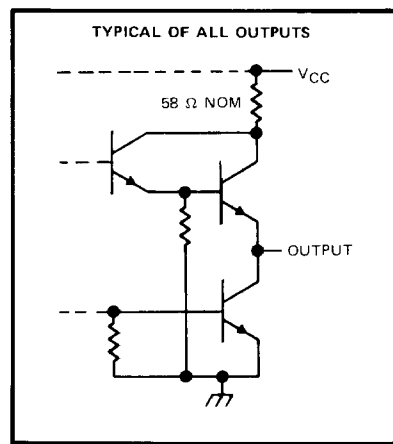 TYPICAL OF ALL OUTPUTS
VCC
58 Ω NOM
OUTPUT